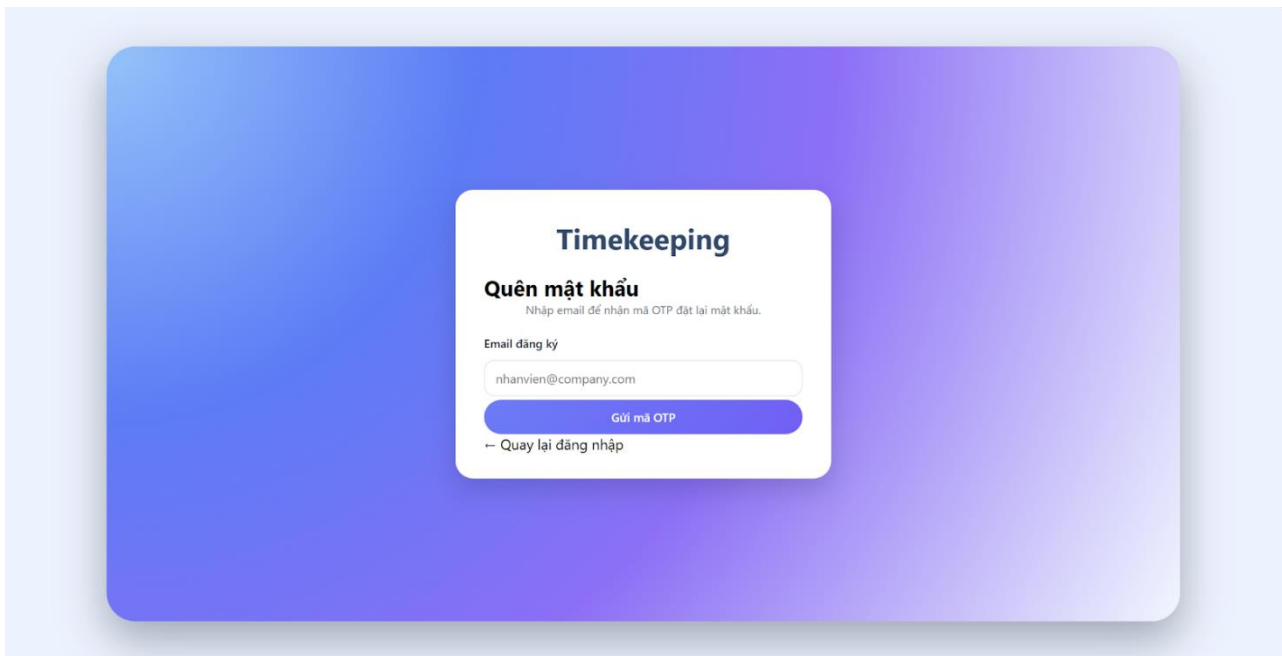 Timekeeping
Quên mật khẩu
Nhập email để nhận mã OTP đặt lại mật khẩu.
Email đăng ký
nhanvien@company.com
Gửi mã OTP
← Quay lại đăng nhập